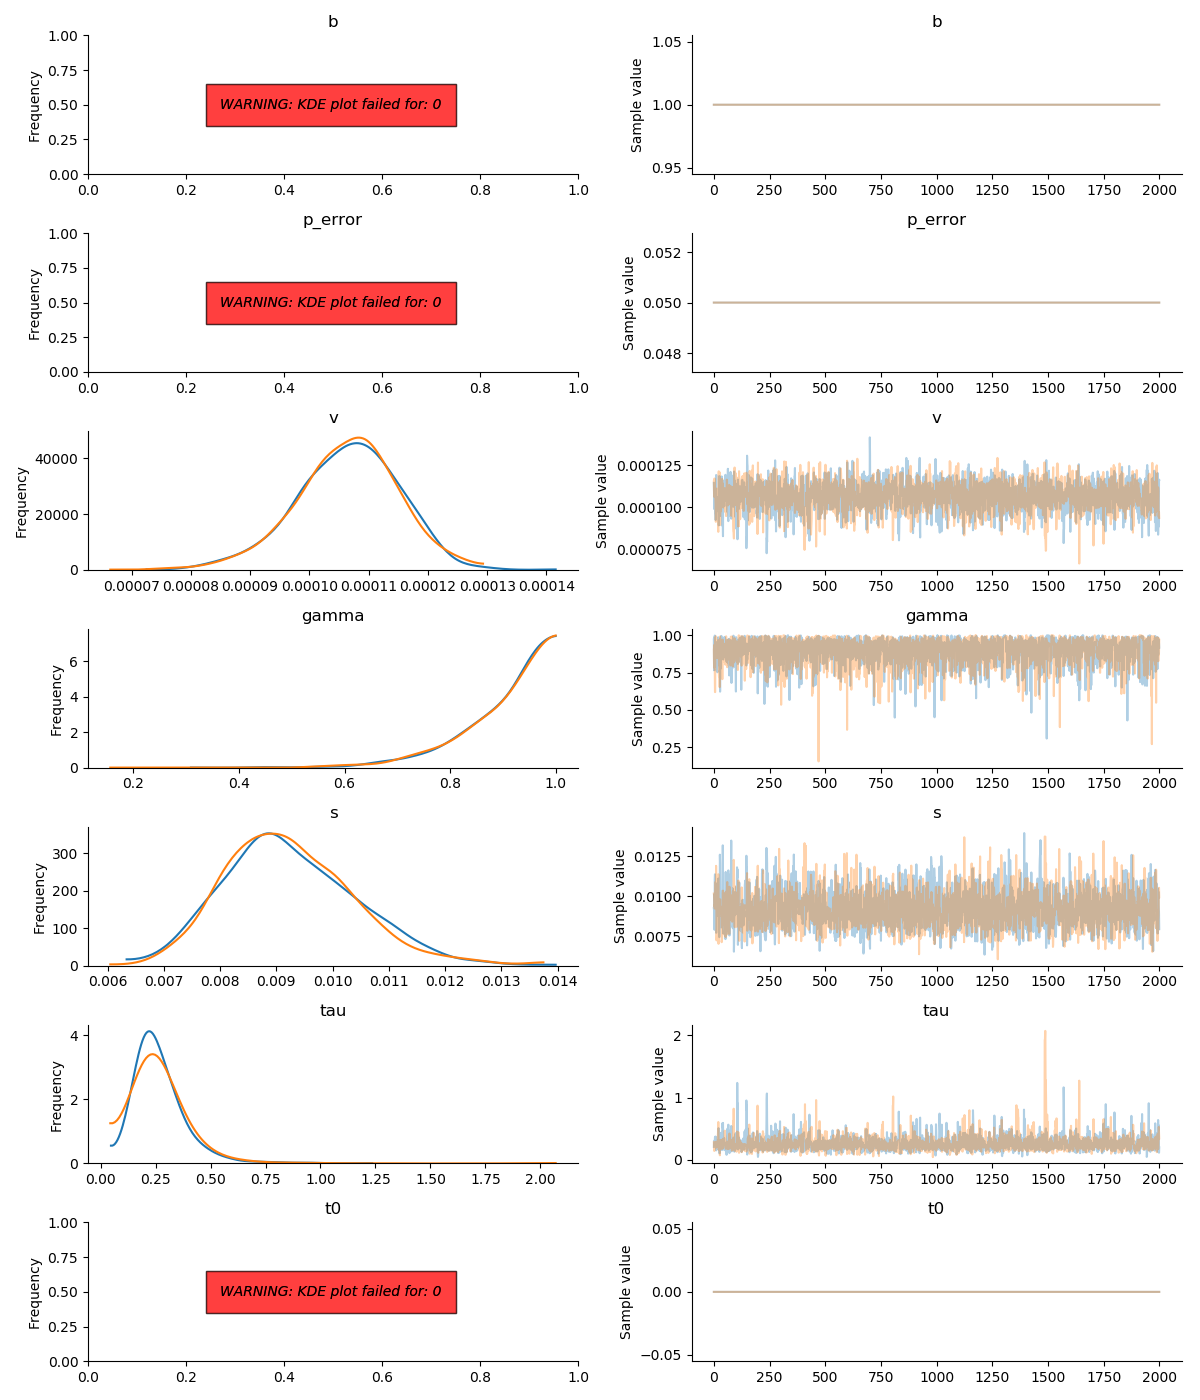 b
b
1.00
0.75
0.50
0.25
0.00
Frequency
WARNING: KDE plot failed for: 0
0.0 0.2 0.4 0.6 0.8 1.0
1.05
1.00
0.95
Sample value
0 250 500 750 1000 1250 1500 1750 2000
p_error
p_error
1.00
0.75
0.50
0.25
0.00
Frequency
WARNING: KDE plot failed for: 0
0.0 0.2 0.4 0.6 0.8 1.0
0.052
0.050
0.048
Sample value
0 250 500 750 1000 1250 1500 1750 2000
v
v
40000
20000
0
Frequency
0.00007 0.00008 0.00009 0.00010 0.00011 0.00012 0.00013 0.00014
0.000125
0.000100
0.000075
Sample value
0 250 500 750 1000 1250 1500 1750 2000
gamma
gamma
6
4
2
0
Frequency
0.2 0.4 0.6 0.8 1.0
1.00
0.75
0.50
0.25
Sample value
0 250 500 750 1000 1250 1500 1750 2000
s
s
300
200
100
0
Frequency
0.006 0.007 0.008 0.009 0.010 0.011 0.012 0.013 0.014
0.0125
0.0100
0.0075
Sample value
0 250 500 750 1000 1250 1500 1750 2000
tau
tau
4
2
0
Frequency
0.00 0.25 0.50 0.75 1.00 1.25 1.50 1.75 2.00
2
1
0
Sample value
0 250 500 750 1000 1250 1500 1750 2000
t0
t0
1.00
0.75
0.50
0.25
0.00
Frequency
WARNING: KDE plot failed for: 0
0.0 0.2 0.4 0.6 0.8 1.0
0.05
0.00
−0.05
Sample value
0 250 500 750 1000 1250 1500 1750 2000